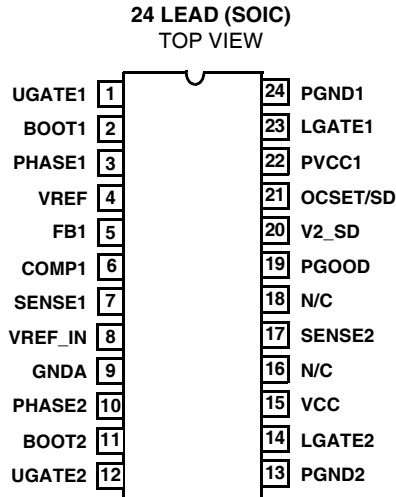 24 LEAD (SOIC)
TOP VIEW
UGATE1 1 24 PGND1
BOOT1 2 23 LGATE1
PHASE1 3 22 PVCC1
VREF 4 21 OCSET/SD
FB1 5 20 V2_SD
COMP1 6 19 PGOOD
SENSE1 7 18 N/C
VREF_IN 8 17 SENSE2
GNDA 9 16 N/C
PHASE2 10 15 VCC
BOOT2 11 14 LGATE2
UGATE2 12 13 PGND2